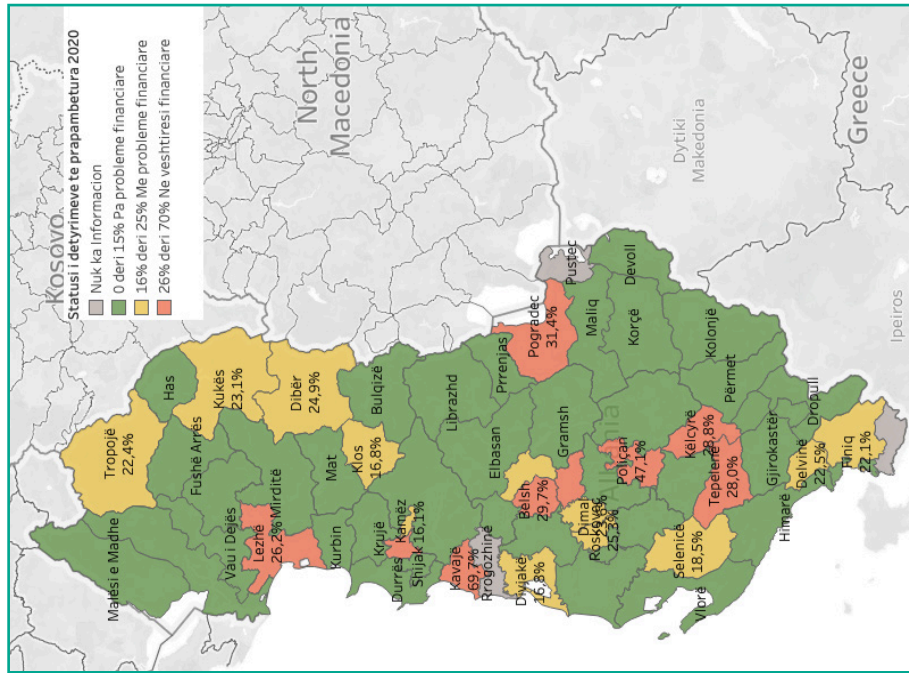 Statusi i detyrimeve te prapambetura 2020
Nuk ka Informacion
0 deri 15% Pa probleme financiare
16% deri 25% Me probleme financiare
26% deri 70% Ne veshtiresi financiare
Kosovo
North
Macedonia
Dytiki
Makedonia
Greece
Ipeiros
Malësi e Madhe
Tropojë
22,4%
Has
Fushë Arrës
Kukës
23,1%
Vau i Dejës
Lezhë
26,2%
Mirditë
Dibër
24,9%
Kurbin
Mat
Klos
16,8%
Bulqizë
Krujë
Kamëz
16,1%
Durrës
Shijak
Kavajë
69,7%
Rrogozhinë
Elbasan
Librazhd
Prrenjas
Pogradec
31,4%
Pustec
Divjakë
16,8%
Belsh
29,7%
Gramsh
Maliq
Devoll
Dimal
Roskovec
25,3%
Poliçan
47,1%
Korçë
Selenicë
18,5%
Tepelenë
28,0%
Këlcyrë
28,8%
Përmet
Kolonjë
Vlorë
Himarë
Gjirokastër
Delvinë
22,5%
Dropull
Finiq
22,1%